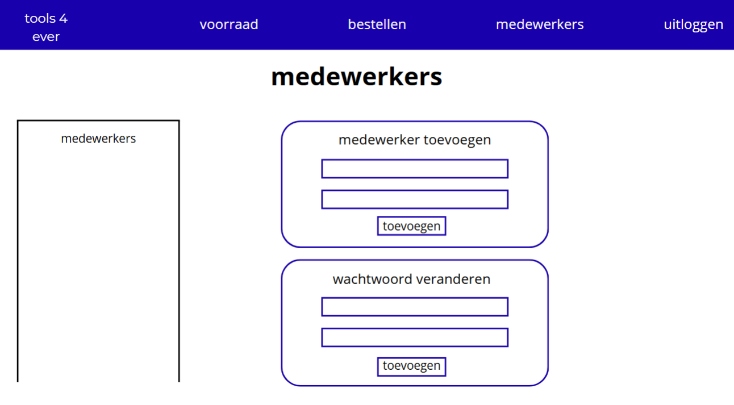 tools 4
ever
voorraad
bestellen
medewerkers
uitloggen
medewerkers
medewerkers
medewerker toevoegen
toevoegen
wachtwoord veranderen
toevoegen